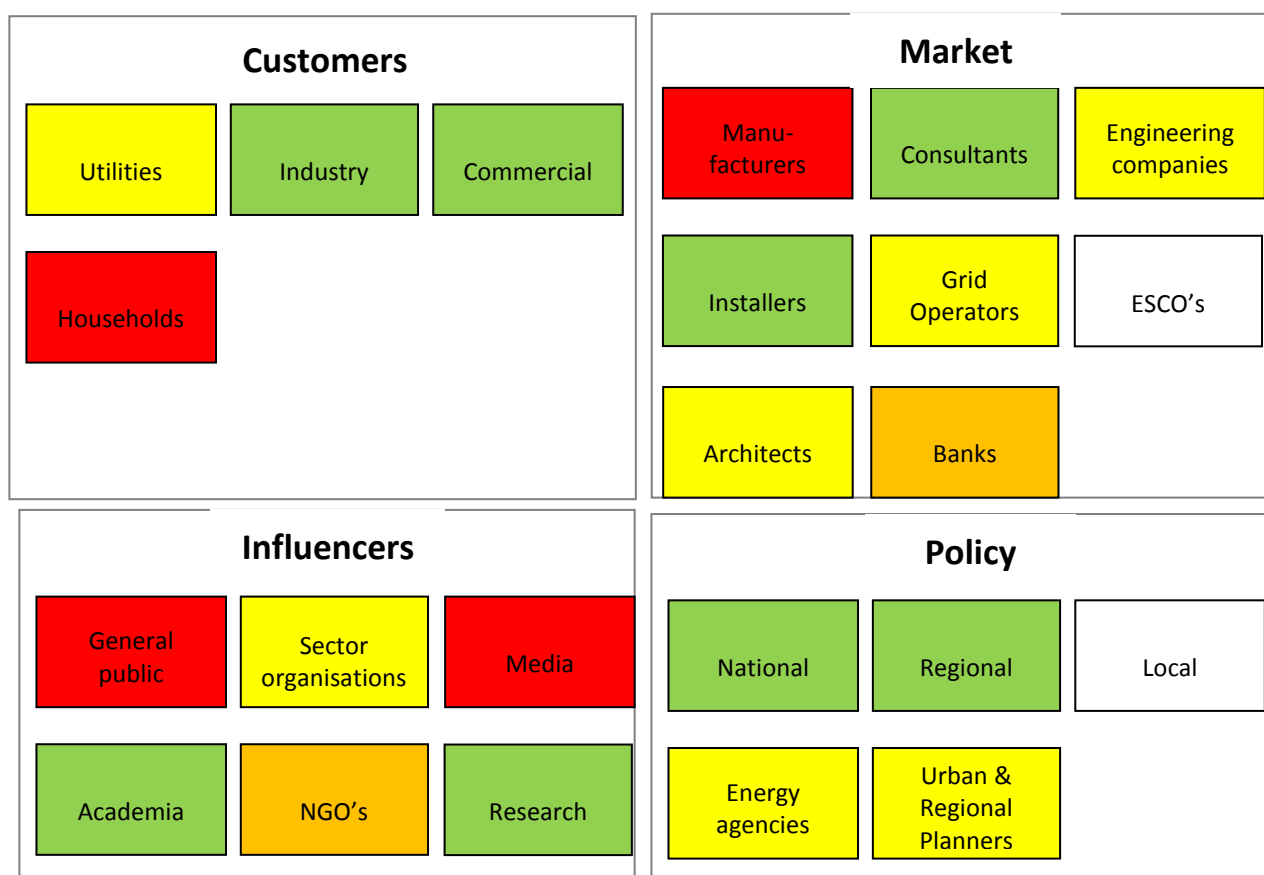 Customers
Utilities
Industry
Commercial
Households
Market
Manu-
facturers
Consultants
Engineering
companies
Installers
Grid
Operators
ESCO’s
Architects
Banks
Influencers
General
public
Sector
organisations
Media
Academia
NGO’s
Research
Policy
National
Regional
Local
Energy
agencies
Urban &
Regional
Planners